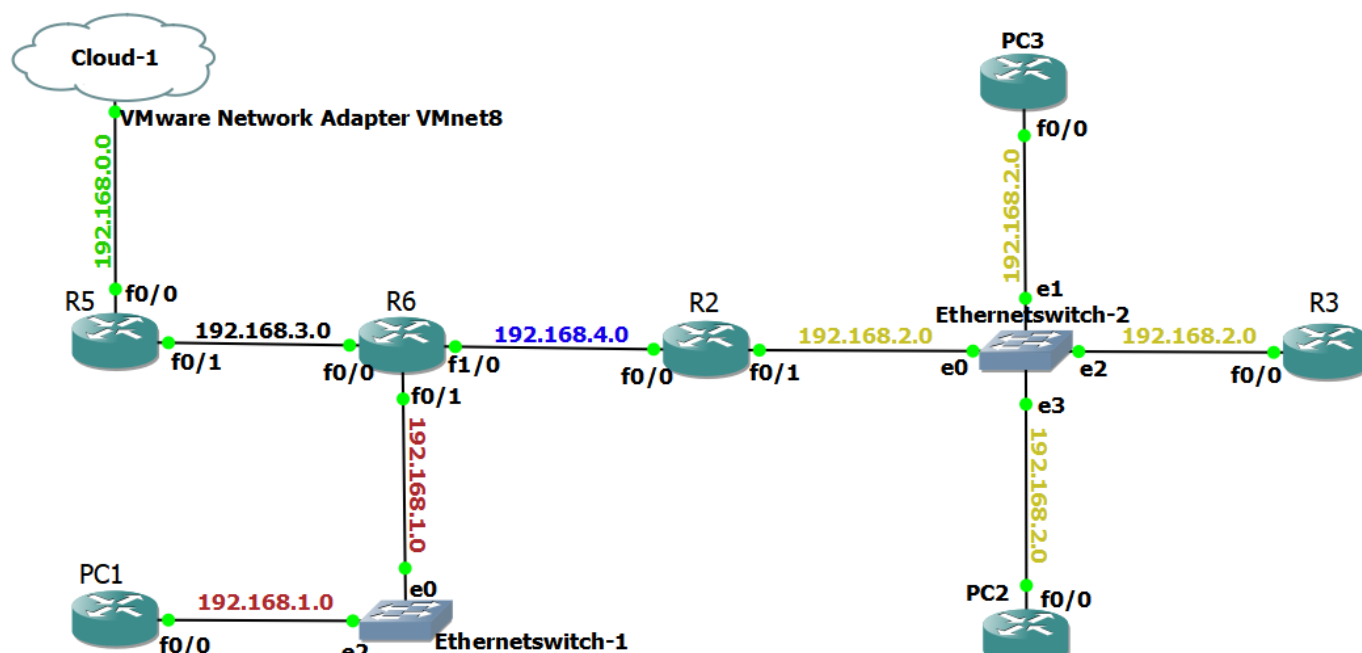 Cloud-1
VMware Network Adapter VMnet8
192.168.0.0
f0/0
R5
f0/1
192.168.3.0
R6
f0/0
f1/0
f0/1
192.168.4.0
R2
f0/0
f0/1
192.168.2.0
PC3
f0/0
192.168.2.0
e1
Ethernetswitch-2
e0
e2
e3
192.168.2.0
R3
f0/0
192.168.2.0
PC2
f0/0
192.168.1.0
e0
PC1
192.168.1.0
f0/0
e2
Ethernetswitch-1